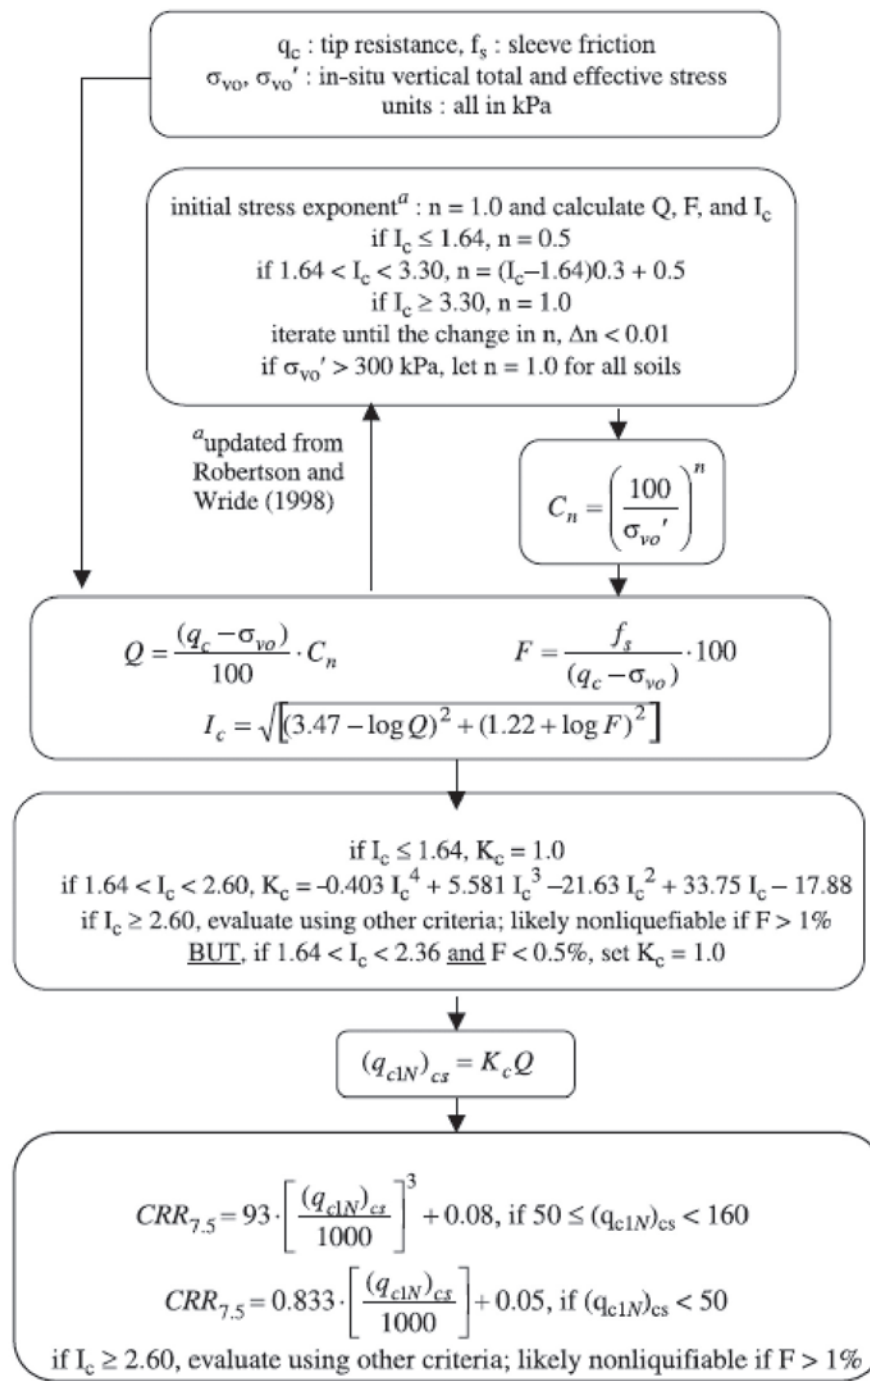 q_c : tip resistance, f_s : sleeve friction
σ_vo, σ_vo′ : in-situ vertical total and effective stress
units : all in kPa
initial stress exponent^a : n = 1.0 and calculate Q, F, and I_c
if I_c ≤ 1.64, n = 0.5
if 1.64 < I_c < 3.30, n = (I_c–1.64)0.3 + 0.5
if I_c ≥ 3.30, n = 1.0
iterate until the change in n, Δn < 0.01
if σ_vo′ > 300 kPa, let n = 1.0 for all soils
^a updated from
Robertson and
Wride (1998)
C_n = (100 / σ_vo′)^n
Q = (q_c – σ_vo) / 100 · C_n
F = f_s / (q_c – σ_vo) · 100
I_c = √[(3.47 – log Q)^2 + (1.22 + log F)^2]
if I_c ≤ 1.64, K_c = 1.0
if 1.64 < I_c < 2.60, K_c = –0.403 I_c^4 + 5.581 I_c^3 –21.63 I_c^2 + 33.75 I_c – 17.88
if I_c ≥ 2.60, evaluate using other criteria; likely nonliquefiable if F > 1%
BUT, if 1.64 < I_c < 2.36 and F < 0.5%, set K_c = 1.0
(q_c1N)_cs = K_c Q
CRR_7.5 = 93 · [(q_c1N)_cs / 1000]^3 + 0.08, if 50 ≤ (q_c1N)_cs < 160
CRR_7.5 = 0.833 · [(q_c1N)_cs / 1000] + 0.05, if (q_c1N)_cs < 50
if I_c ≥ 2.60, evaluate using other criteria; likely nonliquifiable if F > 1%